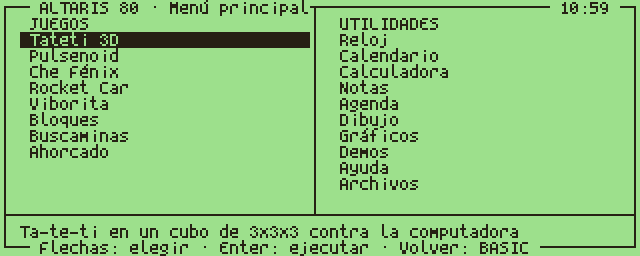 ALTARIS 80 · Menú principal
10:59
JUEGOS
Tateti 3D
Pulsenoid
Che Fénix
Rocket Car
Viborita
Bloques
Buscaminas
Ahorcado
UTILIDADES
Reloj
Calendario
Calculadora
Notas
Agenda
Dibujo
Gráficos
Demos
Ayuda
Archivos
Ta-te-ti en un cubo de 3x3x3 contra la computadora
Flechas: elegir · Enter: ejecutar · Volver: BASIC